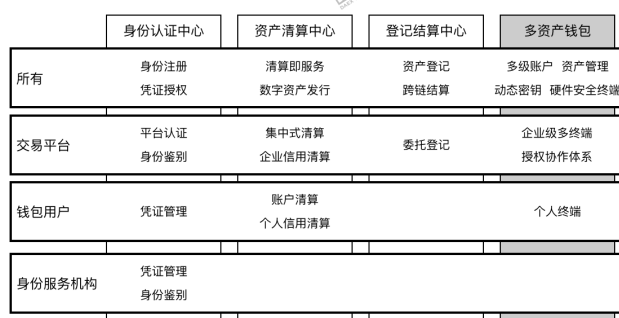 身份认证中心 资产清算中心 登记结算中心 多资产钱包
所有
身份注册 清算即服务 资产登记 多级账户 资产管理
凭证授权 数字资产发行 跨链结算 动态密钥 硬件安全终端
交易平台
平台认证 集中式清算 委托登记 企业级多终端
身份鉴别 企业信用清算 授权协作体系
钱包用户
凭证管理 账户清算 个人终端
个人信用清算
身份服务机构
凭证管理
身份鉴别